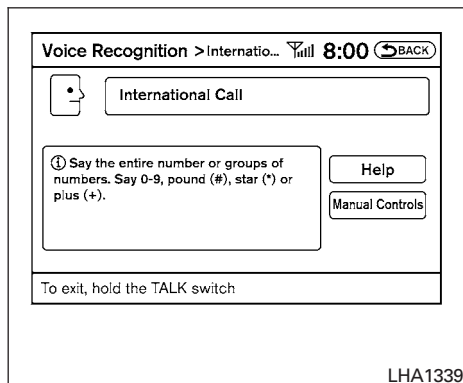 Voice Recognition > Internatio... 8:00 BACK
International Call
ⓘ Say the entire number or groups of
numbers. Say 0-9, pound (#), star (*) or
plus (+).
Help
Manual Controls
To exit, hold the TALK switch
LHA1339